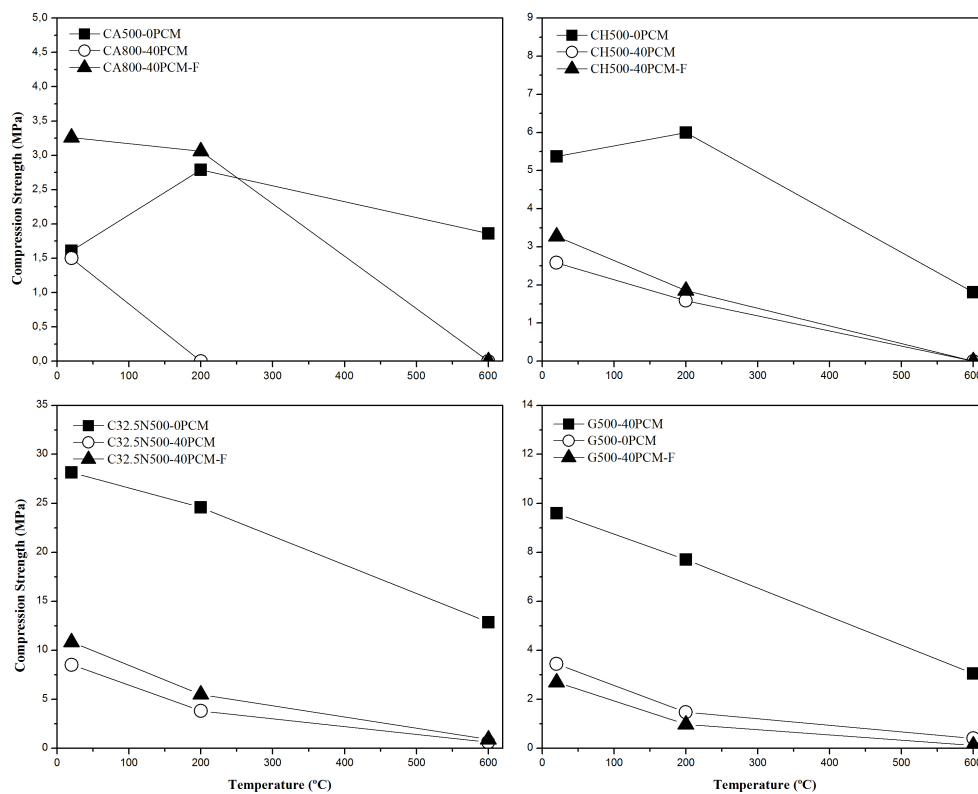 CA500-0PCM
CA800-40PCM
CA800-40PCM-F
5,0
4,5
4,0
3,5
3,0
2,5
2,0
1,5
1,0
0,5
0,0
0 100 200 300 400 500 600
Compression Strength (MPa)
CH500-0PCM
CH500-40PCM
CH500-40PCM-F
9
8
7
6
5
4
3
2
1
0
0 100 200 300 400 500 600
C32.5N500-0PCM
C32.5N500-40PCM
C32.5N500-40PCM-F
35
30
25
20
15
10
5
0
0 100 200 300 400 500 600
Compression Strength (MPa)
Temperature (ºC)
G500-40PCM
G500-0PCM
G500-40PCM-F
14
12
10
8
6
4
2
0
0 100 200 300 400 500 600
Temperature (ºC)